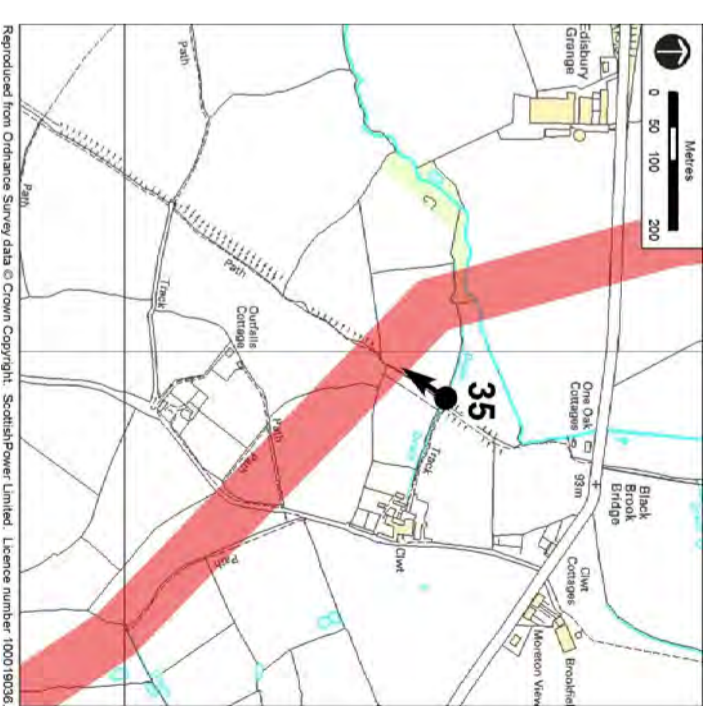 Metres
0 50 100 200
Edisbury
Grange
Path
Path
Path
Path
Path
Path
Track
Track
Outfalls
Cottage
35
One Oak
Cottages
93m
Black
Brook
Bridge
Clwt
Cottages
Brookfield
Moreton View
Clwt
Drain
Reproduced from Ordnance Survey data © Crown Copyright. ScottishPower Limited. Licence number 100019036.